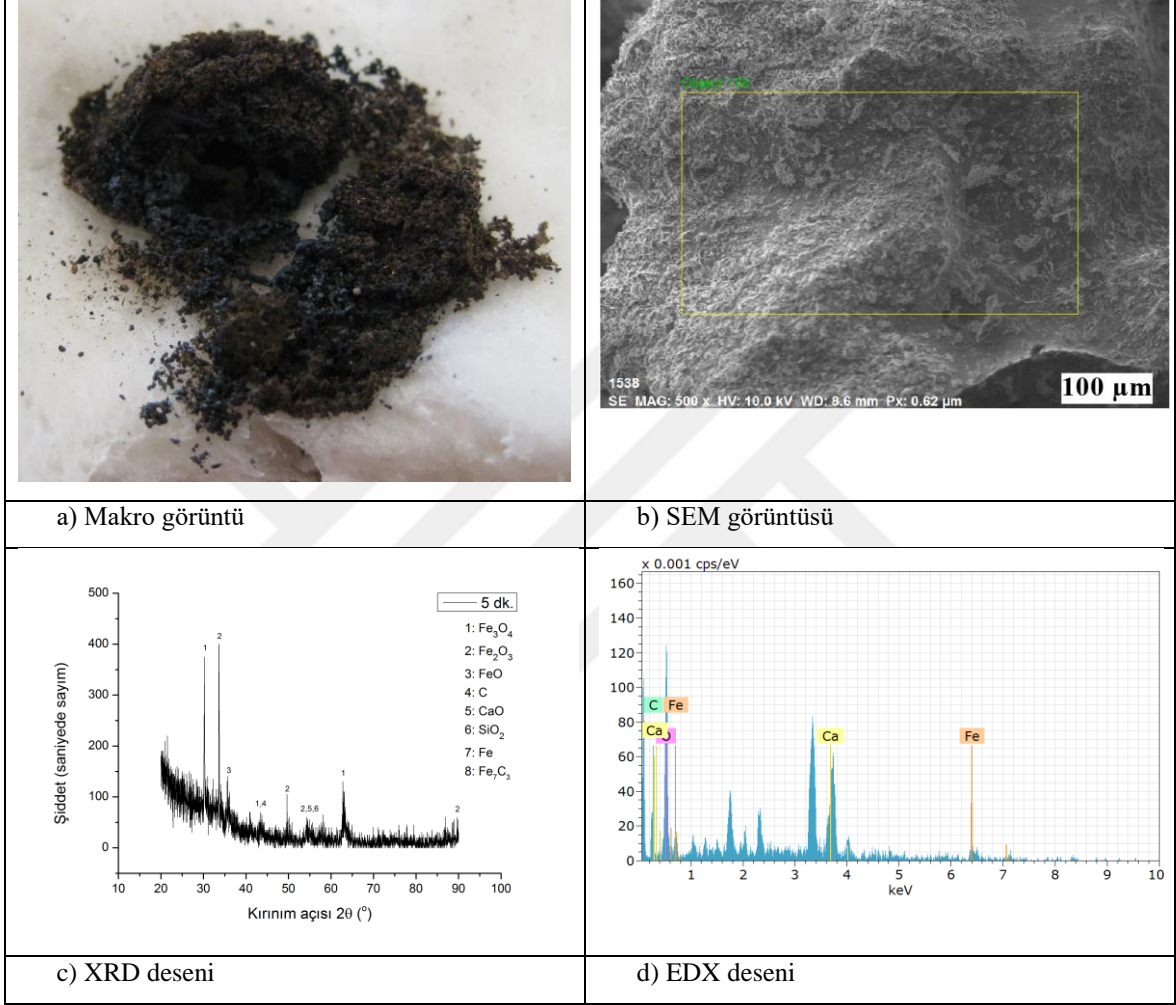 1538
SE MAG: 500 x HV: 10.0 kV WD: 8.6 mm Px: 0.62 µm
100 µm
a) Makro görüntü
b) SEM görüntüsü
500
400
300
200
100
0
10 20 30 40 50 60 70 80 90 100
Şiddet (saniyede sayım)
Kırınım açısı 2θ (°)
5 dk.
1: Fe₃O₄
2: Fe₂O₃
3: FeO
4: C
5: CaO
6: SiO₂
7: Fe
8: Fe₇C₃
1
2
3
1,4
2
2,5,6
1
2
x 0.001 cps/eV
160
140
120
100
80
60
40
20
0
1 2 3 4 5 6 7 8 9 10
keV
C Fe
Ca O
Ca
Fe
c) XRD deseni
d) EDX deseni